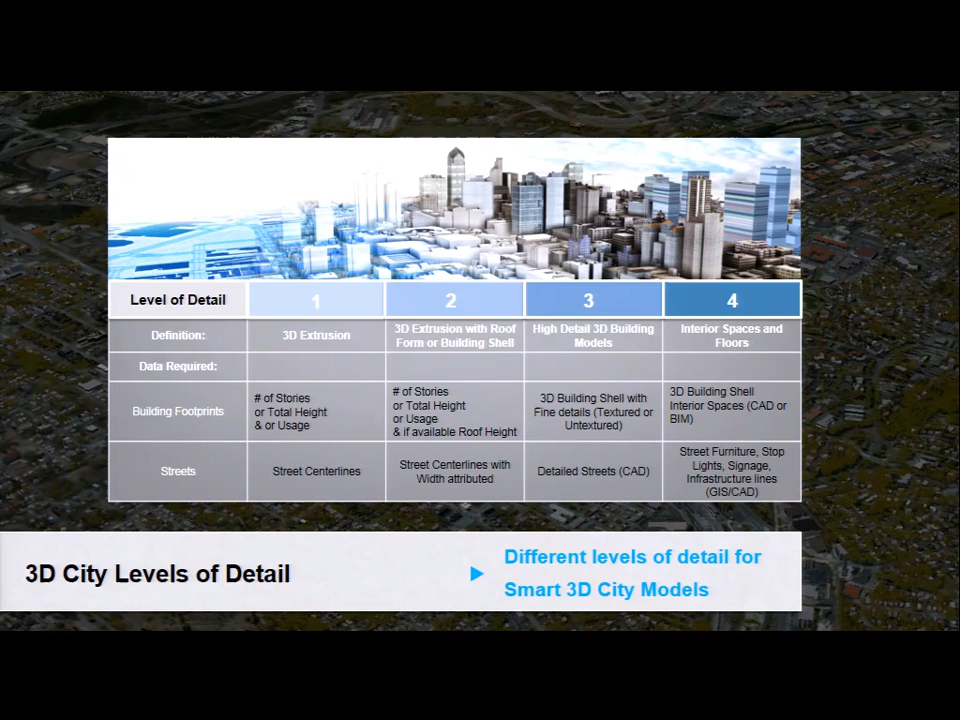 Level of Detail 1 2 3 4
Definition: 3D Extrusion 3D Extrusion with Roof Form or Building Shell High Detail 3D Building Models Interior Spaces and Floors
Data Required:
Building Footprints
# of Stories
or Total Height
& or Usage
# of Stories
or Total Height
or Usage
& if available Roof Height
3D Building Shell with
Fine details (Textured or
Untextured)
3D Building Shell
Interior Spaces (CAD or
BIM)
Streets
Street Centerlines
Street Centerlines with
Width attributed
Detailed Streets (CAD)
Street Furniture, Stop
Lights, Signage,
Infrastructure lines
(GIS/CAD)
3D City Levels of Detail
Different levels of detail for
Smart 3D City Models